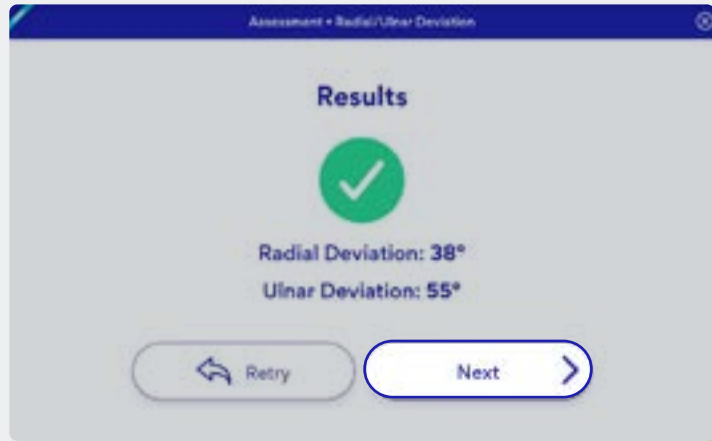 Assessment • Radial/Ulnar Deviation
Results
Radial Deviation: 38°
Ulnar Deviation: 55°
Retry
Next